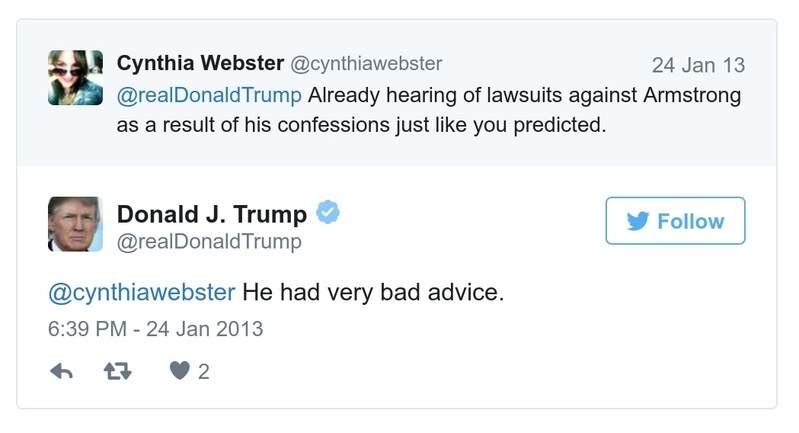 Cynthia Webster @cynthiawebster 24 Jan 13
@realDonaldTrump Already hearing of lawsuits against Armstrong
as a result of his confessions just like you predicted.
Donald J. Trump
@realDonaldTrump
Follow
@cynthiawebster He had very bad advice.
6:39 PM - 24 Jan 2013
2